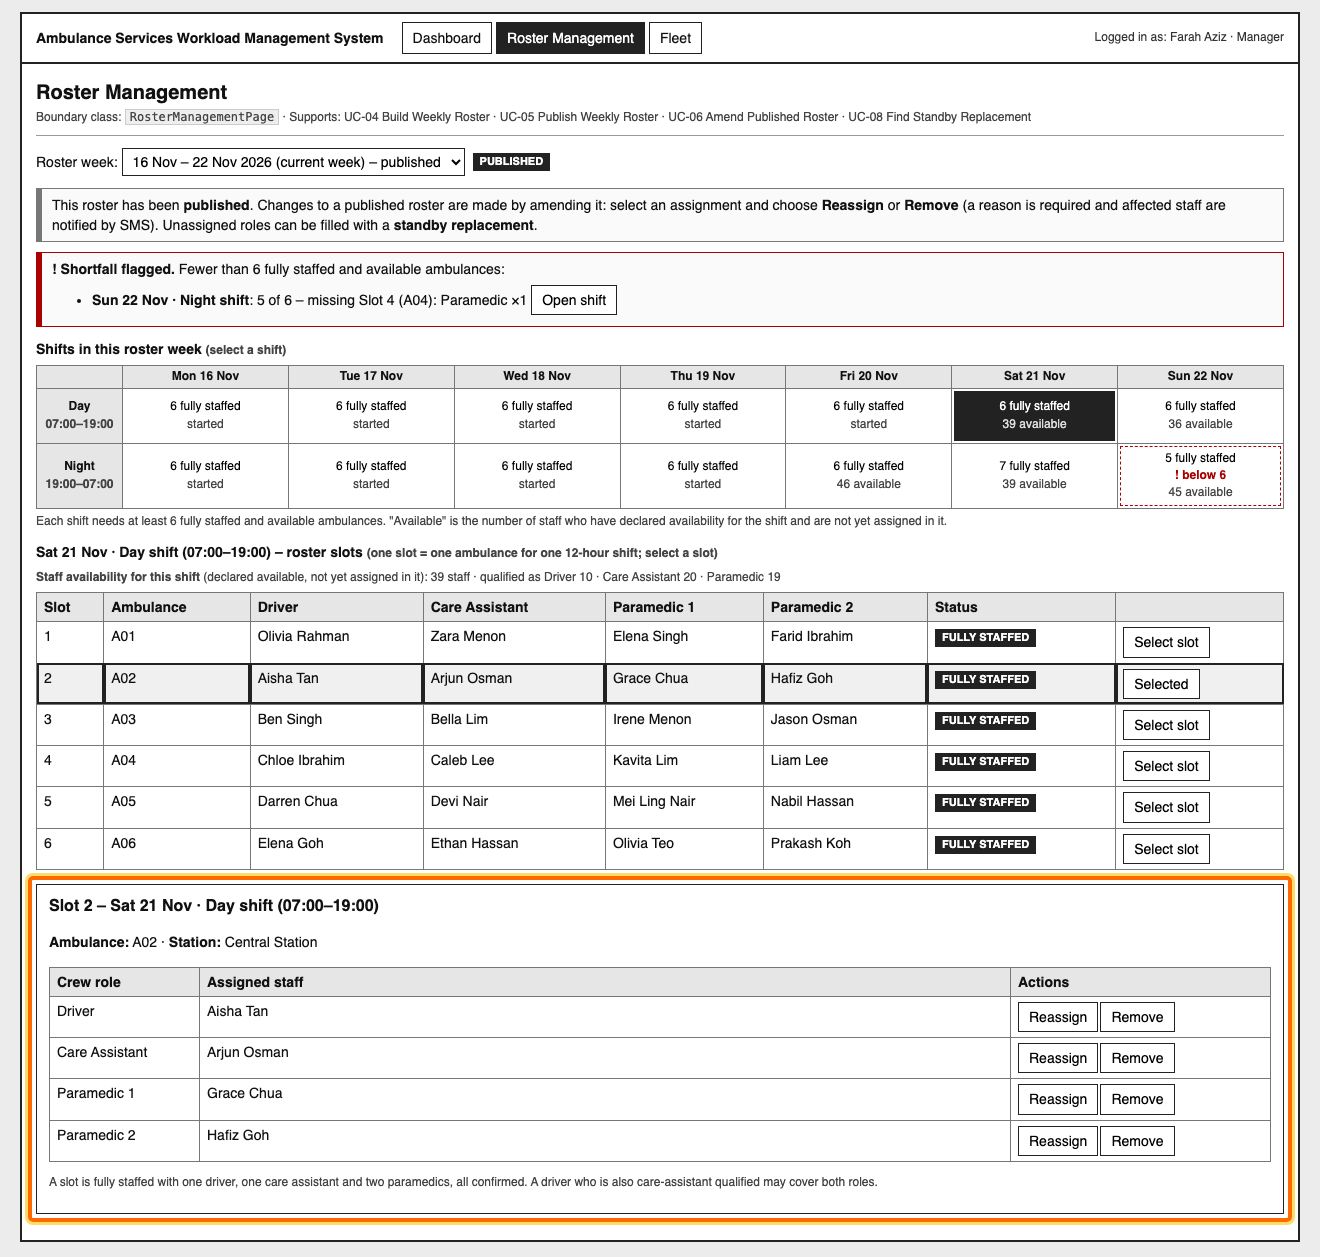 Ambulance Services Workload Management System Dashboard Roster Management Fleet Logged in as: Farah Aziz · Manager
Roster Management
Boundary class: RosterManagementPage · Supports: UC-04 Build Weekly Roster · UC-05 Publish Weekly Roster · UC-06 Amend Published Roster · UC-08 Find Standby Replacement
Roster week: 16 Nov – 22 Nov 2026 (current week) – published PUBLISHED
This roster has been published. Changes to a published roster are made by amending it: select an assignment and choose Reassign or Remove (a reason is required and affected staff are
notified by SMS). Unassigned roles can be filled with a standby replacement.
! Shortfall flagged. Fewer than 6 fully staffed and available ambulances:
• Sun 22 Nov · Night shift: 5 of 6 – missing Slot 4 (A04): Paramedic ×1 Open shift
Shifts in this roster week (select a shift)
Mon 16 Nov Tue 17 Nov Wed 18 Nov Thu 19 Nov Fri 20 Nov Sat 21 Nov Sun 22 Nov
Day 6 fully staffed 6 fully staffed 6 fully staffed 6 fully staffed 6 fully staffed 6 fully staffed 6 fully staffed
07:00–19:00 started started started started started 39 available 36 available
Night 6 fully staffed 6 fully staffed 6 fully staffed 6 fully staffed 6 fully staffed 7 fully staffed 5 fully staffed
! below 6
19:00–07:00 started started started started 46 available 39 available 45 available
Each shift needs at least 6 fully staffed and available ambulances. "Available" is the number of staff who have declared availability for the shift and are not yet assigned in it.
Sat 21 Nov · Day shift (07:00–19:00) – roster slots (one slot = one ambulance for one 12-hour shift; select a slot)
Staff availability for this shift (declared available, not yet assigned in it): 39 staff · qualified as Driver 10 · Care Assistant 20 · Paramedic 19
Slot Ambulance Driver Care Assistant Paramedic 1 Paramedic 2 Status
1 A01 Olivia Rahman Zara Menon Elena Singh Farid Ibrahim FULLY STAFFED Select slot
2 A02 Aisha Tan Arjun Osman Grace Chua Hafiz Goh FULLY STAFFED Selected
3 A03 Ben Singh Bella Lim Irene Menon Jason Osman FULLY STAFFED Select slot
4 A04 Chloe Ibrahim Caleb Lee Kavita Lim Liam Lee FULLY STAFFED Select slot
5 A05 Darren Chua Devi Nair Mei Ling Nair Nabil Hassan FULLY STAFFED Select slot
6 A06 Elena Goh Ethan Hassan Olivia Teo Prakash Koh FULLY STAFFED Select slot
Slot 2 – Sat 21 Nov · Day shift (07:00–19:00)
Ambulance: A02 · Station: Central Station
Crew role Assigned staff Actions
Driver Aisha Tan Reassign Remove
Care Assistant Arjun Osman Reassign Remove
Paramedic 1 Grace Chua Reassign Remove
Paramedic 2 Hafiz Goh Reassign Remove
A slot is fully staffed with one driver, one care assistant and two paramedics, all confirmed. A driver who is also care-assistant qualified may cover both roles.